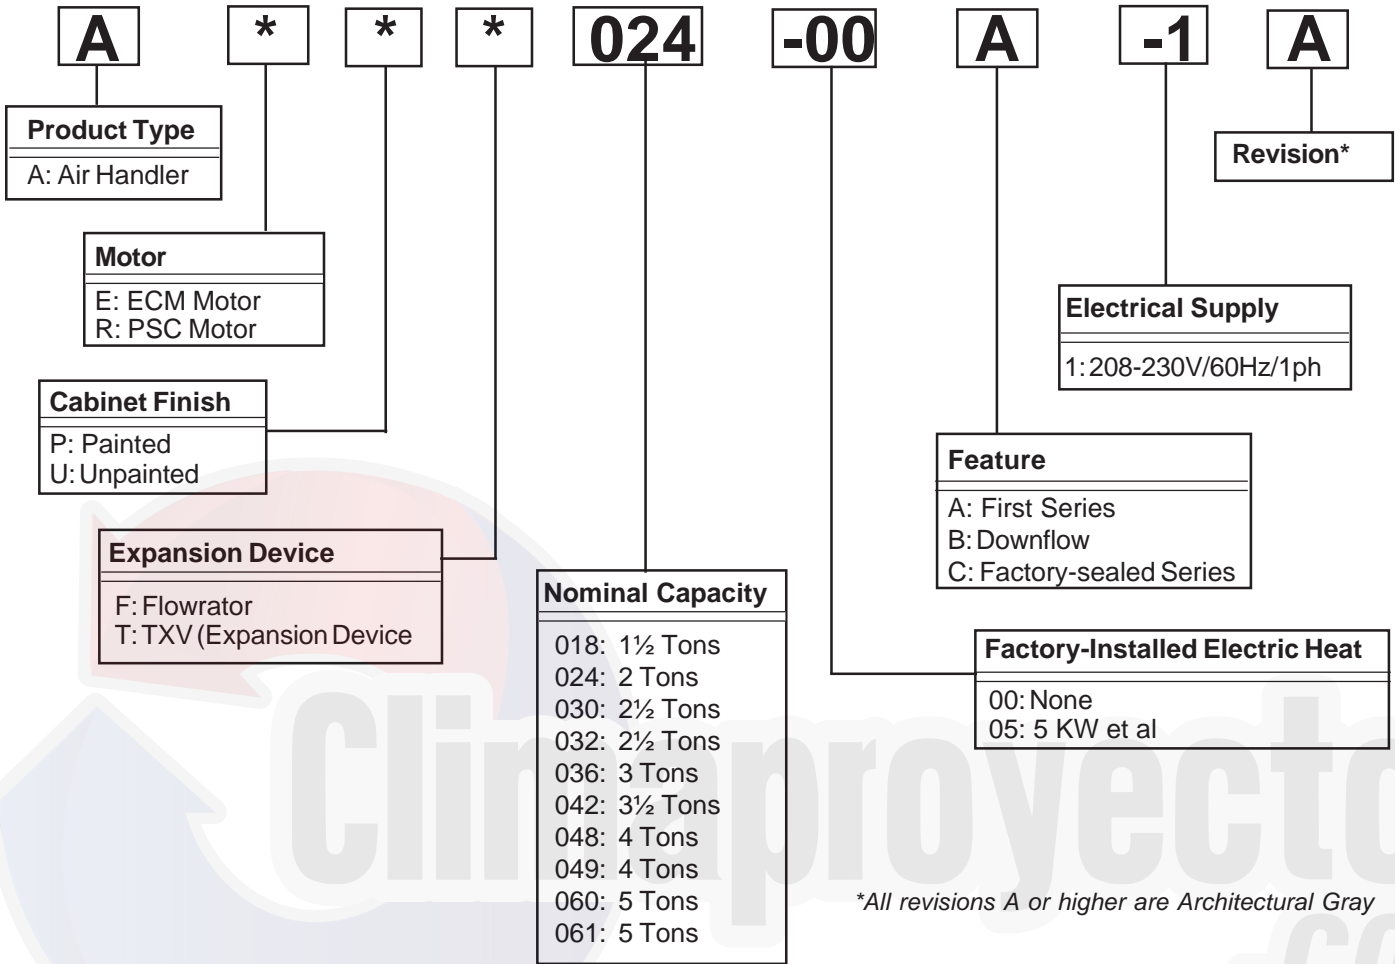 A * * * 024 -00 A -1 A
Product Type
A: Air Handler
Revision*
Motor
E: ECM Motor
R: PSC Motor
Electrical Supply
1: 208-230V/60Hz/1ph
Cabinet Finish
P: Painted
U: Unpainted
Feature
A: First Series
B: Downflow
C: Factory-sealed Series
Expansion Device
F: Flowrator
T: TXV (Expansion Device
Nominal Capacity
018: 1½ Tons
024: 2 Tons
030: 2½ Tons
032: 2½ Tons
036: 3 Tons
042: 3½ Tons
048: 4 Tons
049: 4 Tons
060: 5 Tons
061: 5 Tons
Factory-Installed Electric Heat
00: None
05: 5 KW et al
*All revisions A or higher are Architectural Gray
Climaproyecto
co